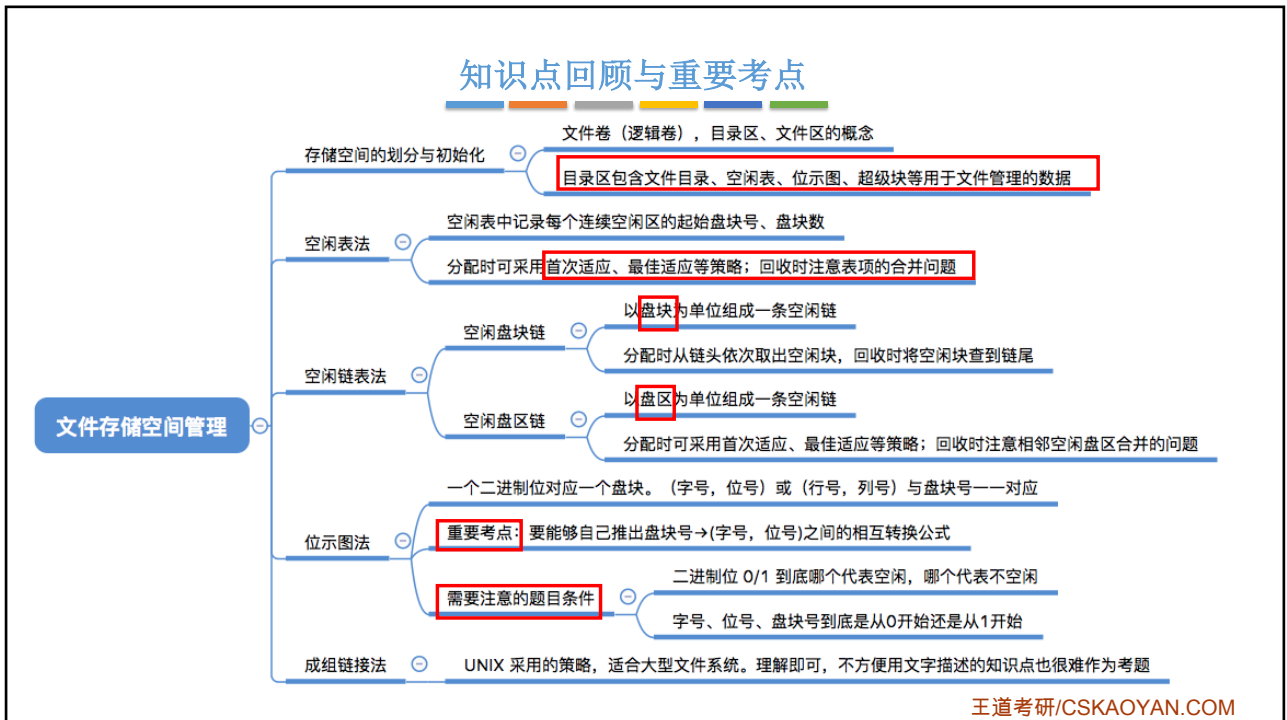 知识点回顾与重要考点
文件存储空间管理
存储空间的划分与初始化
文件卷（逻辑卷），目录区、文件区的概念
目录区包含文件目录、空闲表、位示图、超级块等用于文件管理的数据
空闲表法
空闲表中记录每个连续空闲区的起始盘块号、盘块数
分配时可采用首次适应、最佳适应等策略；回收时注意表项的合并问题
空闲链表法
空闲盘块链
以盘块为单位组成一条空闲链
分配时从链头依次取出空闲块，回收时将空闲块查到链尾
空闲盘区链
以盘区为单位组成一条空闲链
分配时可采用首次适应、最佳适应等策略；回收时注意相邻空闲盘区合并的问题
位示图法
一个二进制位对应一个盘块。（字号，位号）或（行号，列号）与盘块号一一对应
重要考点：要能够自己推出盘块号→(字号，位号)之间的相互转换公式
需要注意的题目条件
二进制位 0/1 到底哪个代表空闲，哪个代表不空闲
字号、位号、盘块号到底是从0开始还是从1开始
成组链接法
UNIX 采用的策略，适合大型文件系统。理解即可，不方便用文字描述的知识点也很难作为考题
王道考研/CSKAOYAN.COM